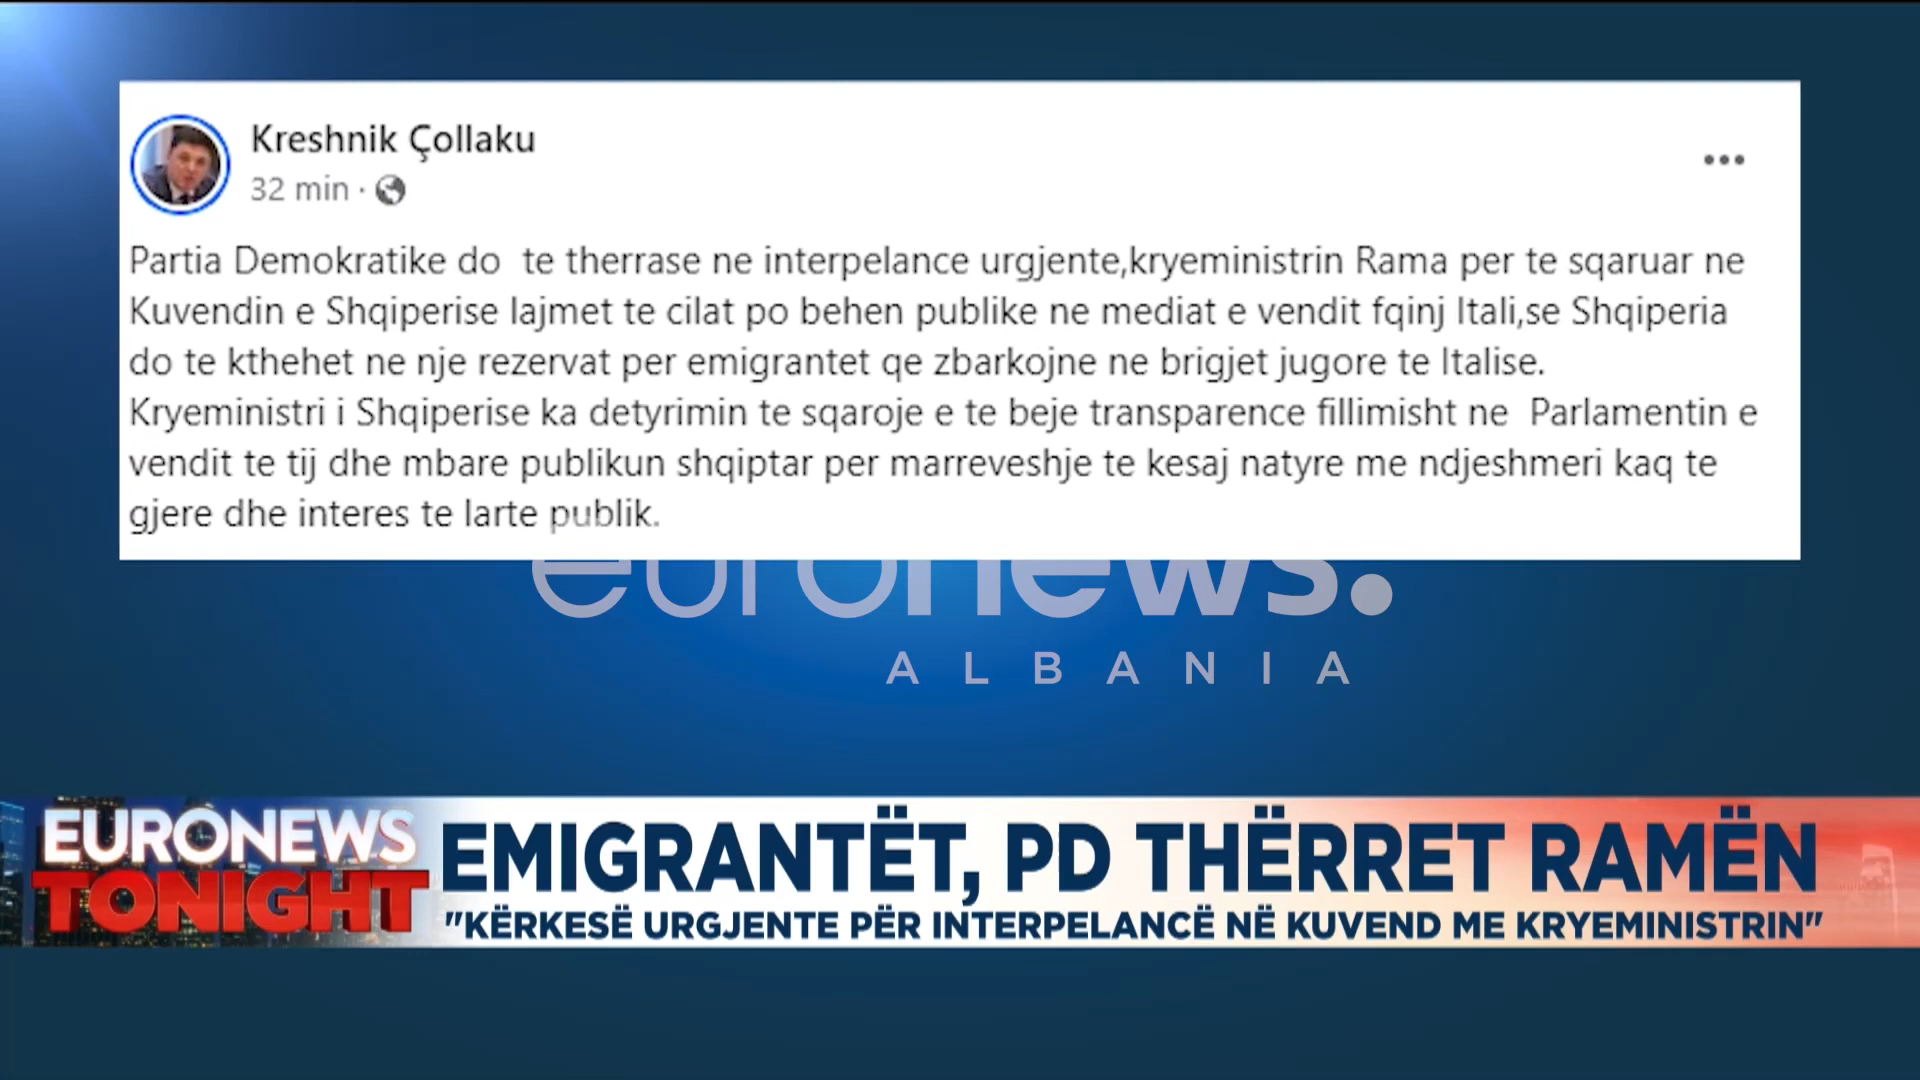 Kreshnik Çollaku
32 min ·
Partia Demokratike do te therrase ne interpelance urgjente,kryeministrin Rama per te sqaruar ne
Kuvendin e Shqiperise lajmet te cilat po behen publike ne mediat e vendit fqinj Itali,se Shqiperia
do te kthehet ne nje rezervat per emigrantet qe zbarkojne ne brigjet jugore te Italise.
Kryeministri i Shqiperise ka detyrimin te sqaroje e te beje transparence fillimisht ne Parlamentin e
vendit te tij dhe mbare publikun shqiptar per marreveshje te kesaj natyre me ndjeshmeri kaq te
gjere dhe interes te larte publik.
euronews.
ALBANIA
EURONEWS
TONIGHT
EMIGRANTËT, PD THËRRET RAMËN
"KËRKESË URGJENTE PËR INTERPELANCË NË KUVEND ME KRYEMINISTRIN"